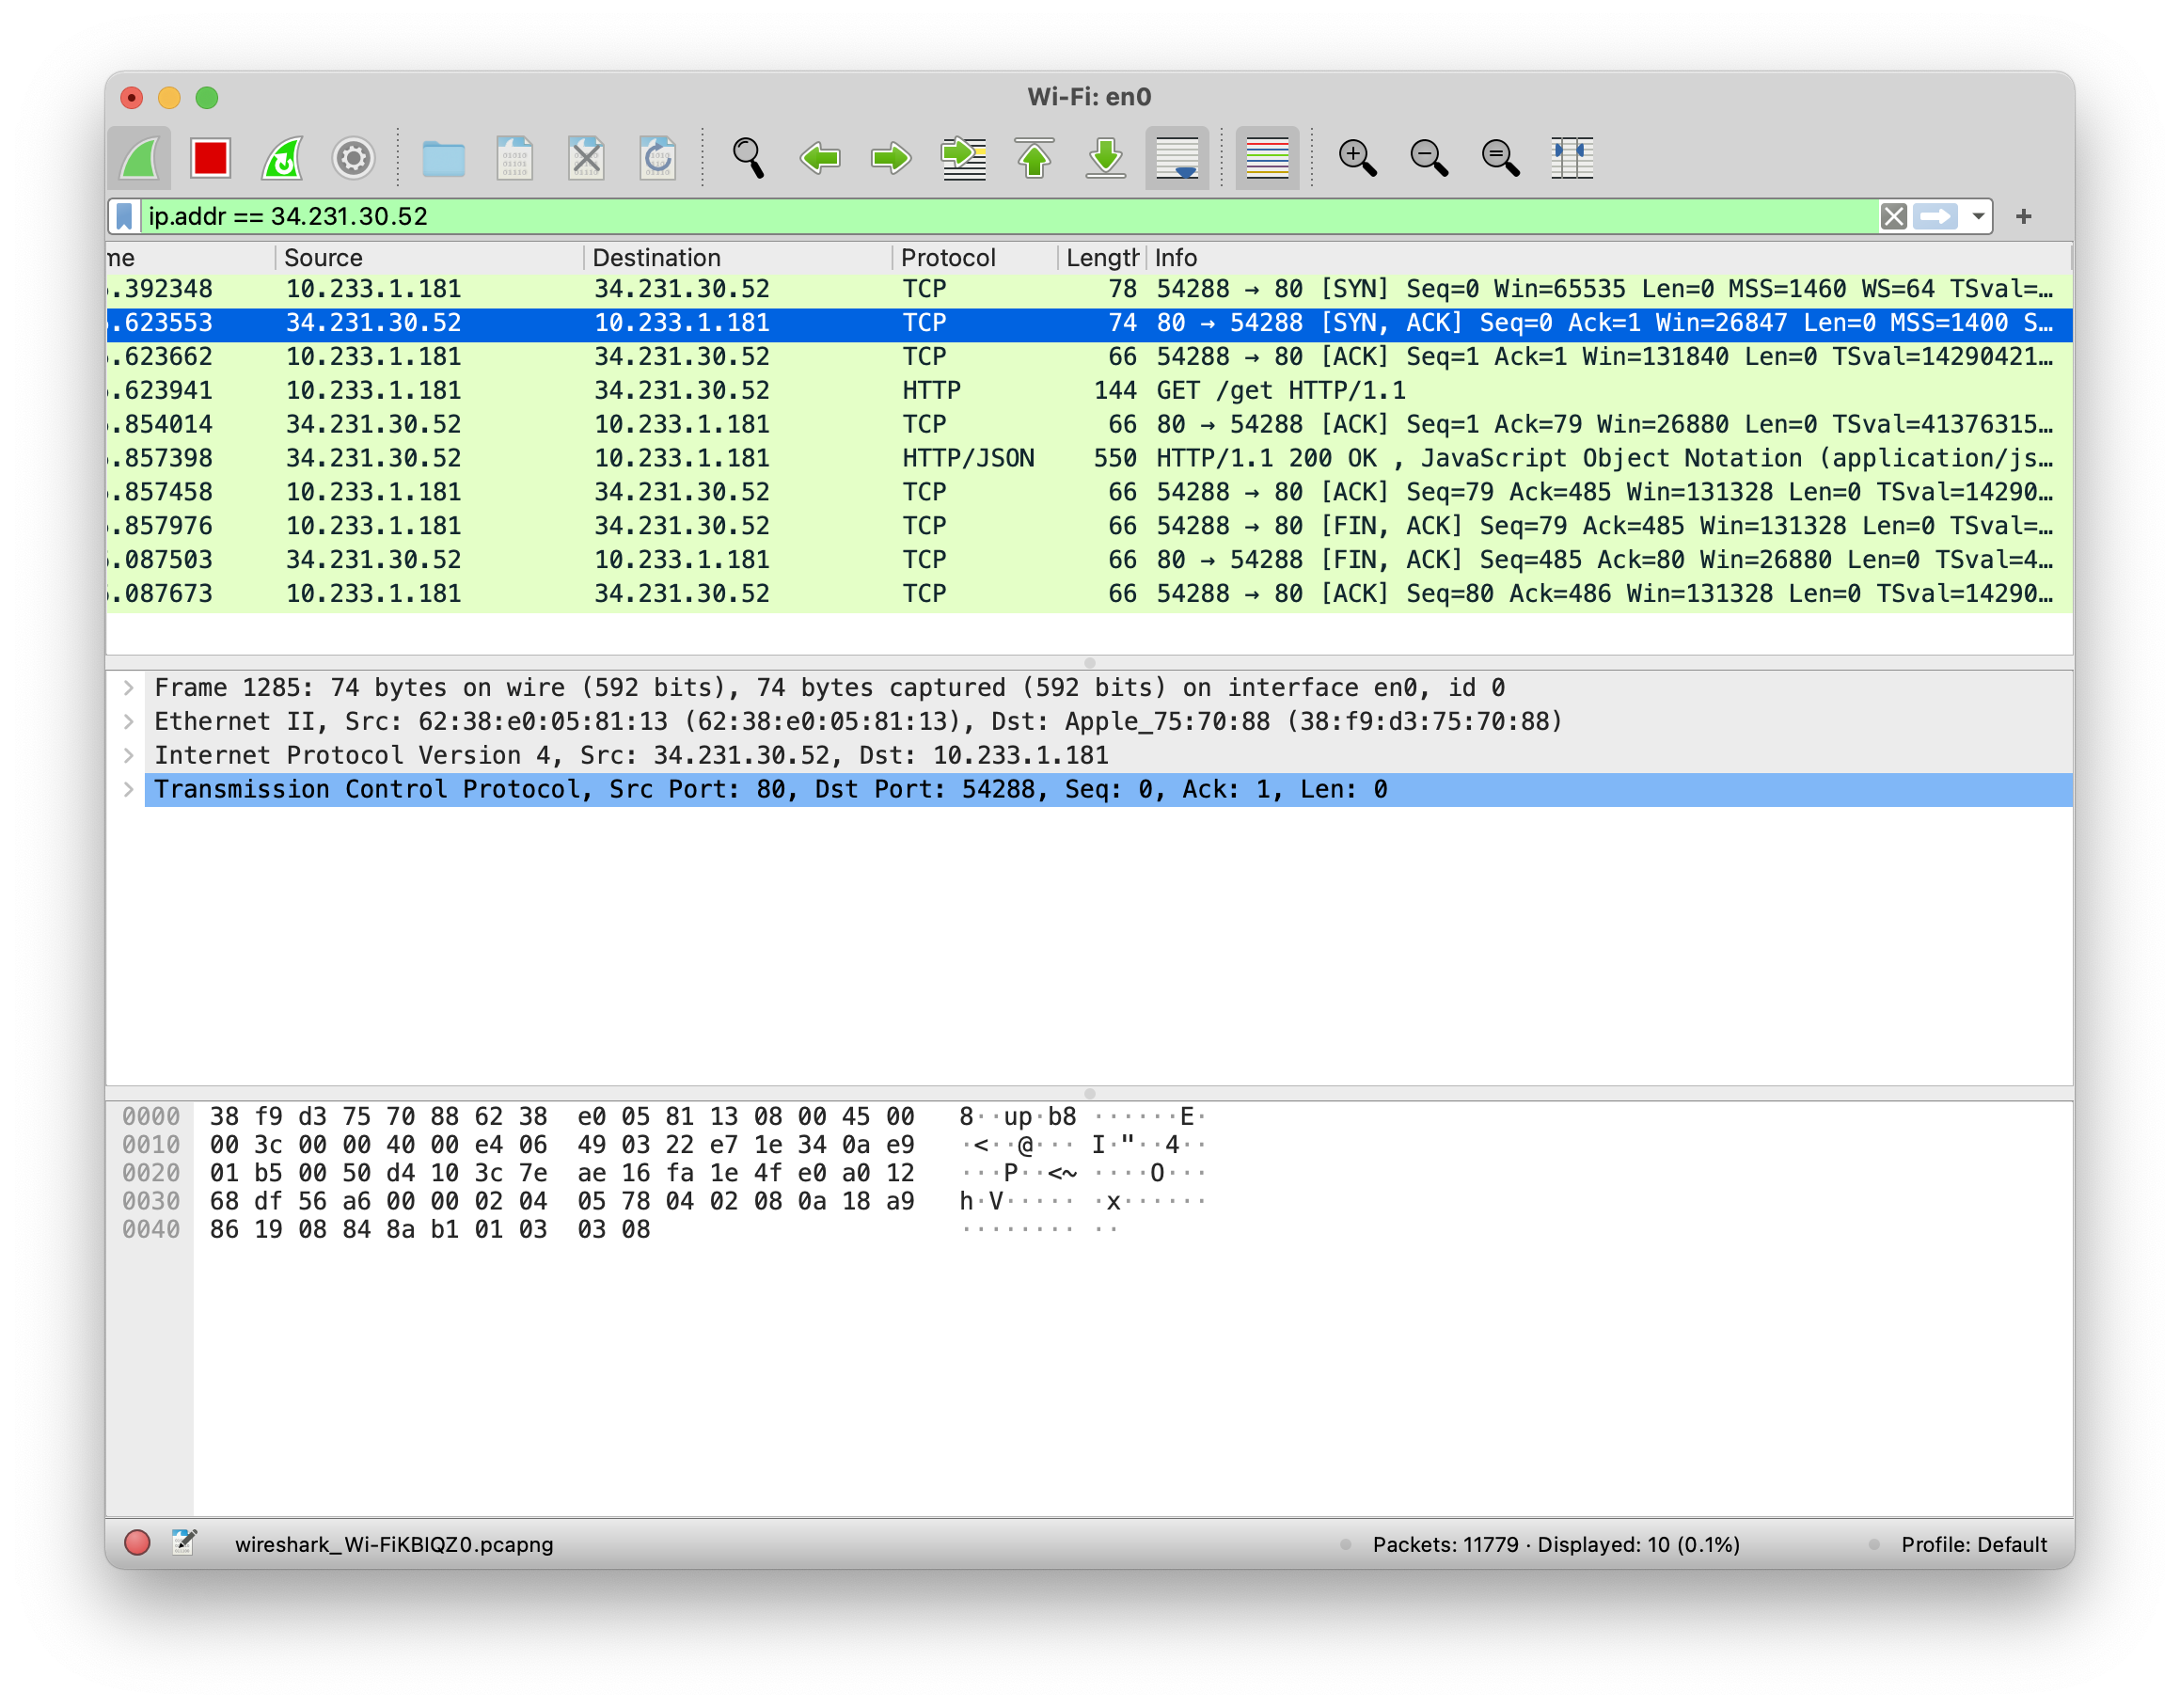 Wi-Fi: en0
ip.addr == 34.231.30.52
me Source Destination Protocol Length Info
.392348 10.233.1.181 34.231.30.52 TCP 78 54288 → 80 [SYN] Seq=0 Win=65535 Len=0 MSS=1460 WS=64 TSval=…
.623553 34.231.30.52 10.233.1.181 TCP 74 80 → 54288 [SYN, ACK] Seq=0 Ack=1 Win=26847 Len=0 MSS=1400 S…
.623662 10.233.1.181 34.231.30.52 TCP 66 54288 → 80 [ACK] Seq=1 Ack=1 Win=131840 Len=0 TSval=14290421…
.623941 10.233.1.181 34.231.30.52 HTTP 144 GET /get HTTP/1.1
.854014 34.231.30.52 10.233.1.181 TCP 66 80 → 54288 [ACK] Seq=1 Ack=79 Win=26880 Len=0 TSval=41376315…
.857398 34.231.30.52 10.233.1.181 HTTP/JSON 550 HTTP/1.1 200 OK , JavaScript Object Notation (application/js…
.857458 10.233.1.181 34.231.30.52 TCP 66 54288 → 80 [ACK] Seq=79 Ack=485 Win=131328 Len=0 TSval=14290…
.857976 10.233.1.181 34.231.30.52 TCP 66 54288 → 80 [FIN, ACK] Seq=79 Ack=485 Win=131328 Len=0 TSval=…
.087503 34.231.30.52 10.233.1.181 TCP 66 80 → 54288 [FIN, ACK] Seq=485 Ack=80 Win=26880 Len=0 TSval=4…
.087673 10.233.1.181 34.231.30.52 TCP 66 54288 → 80 [ACK] Seq=80 Ack=486 Win=131328 Len=0 TSval=14290…
Frame 1285: 74 bytes on wire (592 bits), 74 bytes captured (592 bits) on interface en0, id 0
Ethernet II, Src: 62:38:e0:05:81:13 (62:38:e0:05:81:13), Dst: Apple_75:70:88 (38:f9:d3:75:70:88)
Internet Protocol Version 4, Src: 34.231.30.52, Dst: 10.233.1.181
Transmission Control Protocol, Src Port: 80, Dst Port: 54288, Seq: 0, Ack: 1, Len: 0
0000 38 f9 d3 75 70 88 62 38 e0 05 81 13 08 00 45 00 8··up·b8 ······E·
0010 00 3c 00 00 40 00 e4 06 49 03 22 e7 1e 34 0a e9 ·<··@··· I·"··4··
0020 01 b5 00 50 d4 10 3c 7e ae 16 fa 1e 4f e0 a0 12 ···P··<~ ····O···
0030 68 df 56 a6 00 00 02 04 05 78 04 02 08 0a 18 a9 h·V····· ·x······
0040 86 19 08 84 8a b1 01 03 03 08 ········ ··
wireshark_Wi-FiKBIQZ0.pcapng Packets: 11779 · Displayed: 10 (0.1%) Profile: Default